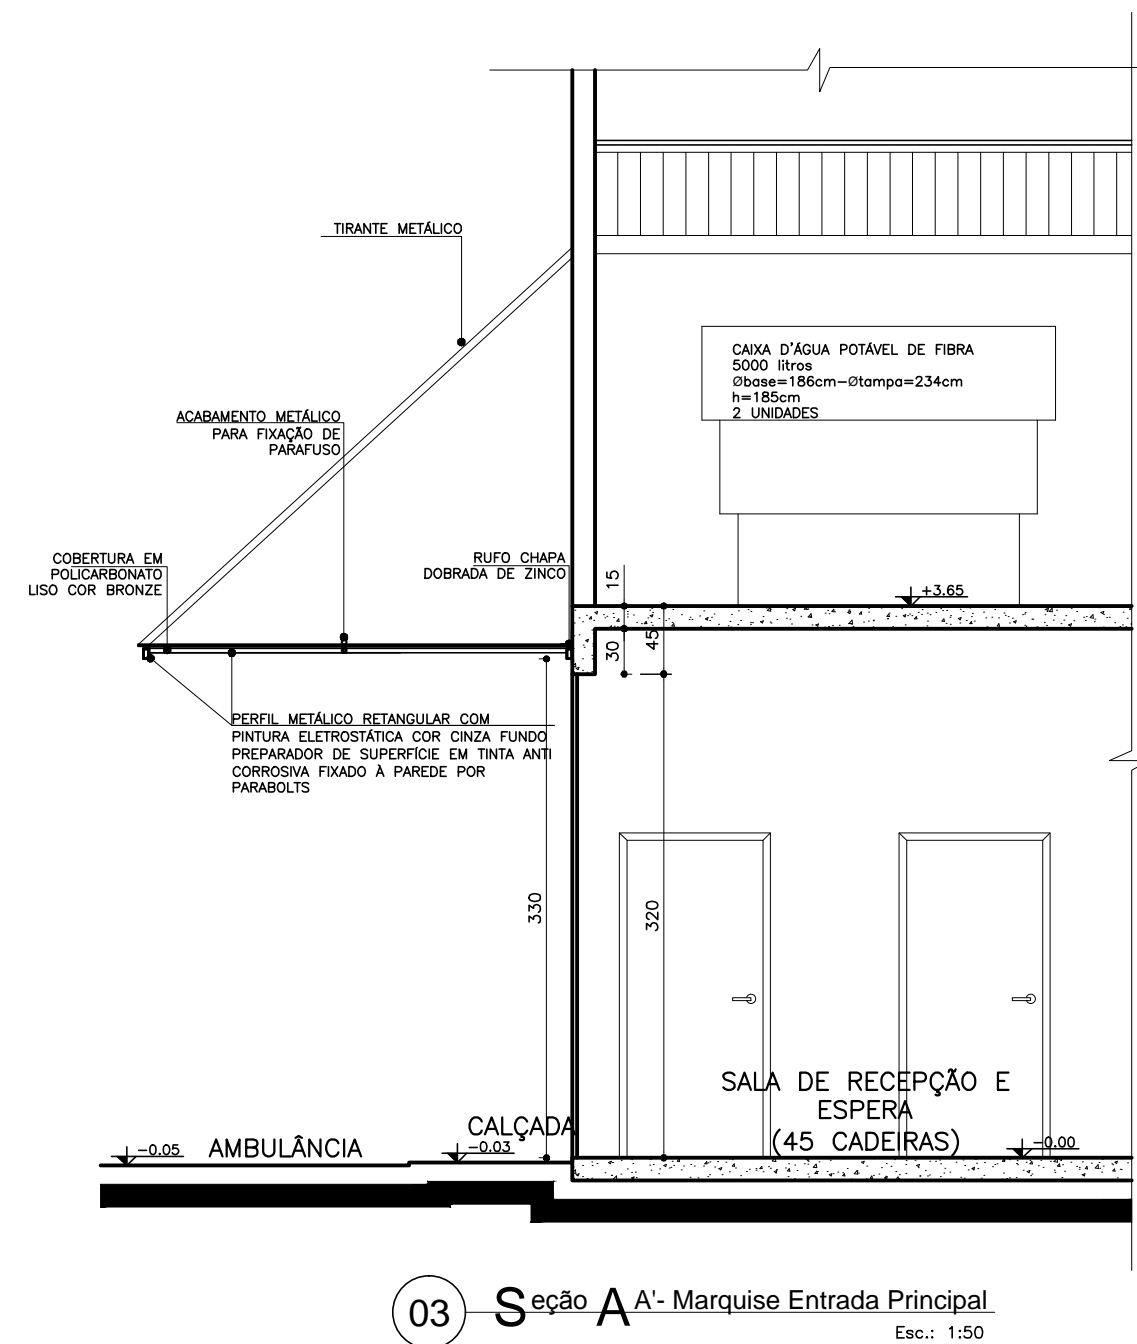 TIRANTE METÁLICO
CAIXA D'ÁGUA POTÁVEL DE FIBRA
5000 litros
Øbase=186cm-Øtampa=234cm
h=185cm
2 UNIDADES
ACABAMENTO METÁLICO
PARA FIXAÇÃO DE
PARAFUSO
COBERTURA EM
POLICARBONATO
LISO COR BRONZE
RUFO CHAPA
DOBRADA DE ZINCO
15
+3.65
30
45
PERFIL METÁLICO RETANGULAR COM
PINTURA ELETROSTÁTICA COR CINZA FUNDO
PREPARADOR DE SUPERFÍCIE EM TINTA ANTI
CORROSIVA FIXADO À PAREDE POR
PARABOLTS
330
320
SALA DE RECEPÇÃO E
ESPERA
(45 CADEIRAS)
CALÇADA
AMBULÂNCIA
-0.05
-0.03
-0.00
03
Seção A A'- Marquise Entrada Principal
Esc.: 1:50